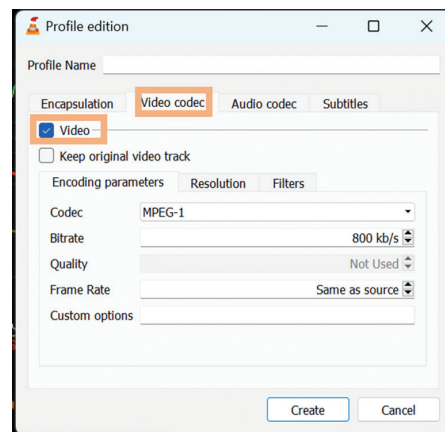 Profile edition
Profile Name
Encapsulation Video codec Audio codec Subtitles
Video
Keep original video track
Encoding parameters Resolution Filters
Codec MPEG-1
Bitrate 800 kb/s
Quality Not Used
Frame Rate Same as source
Custom options
Create Cancel